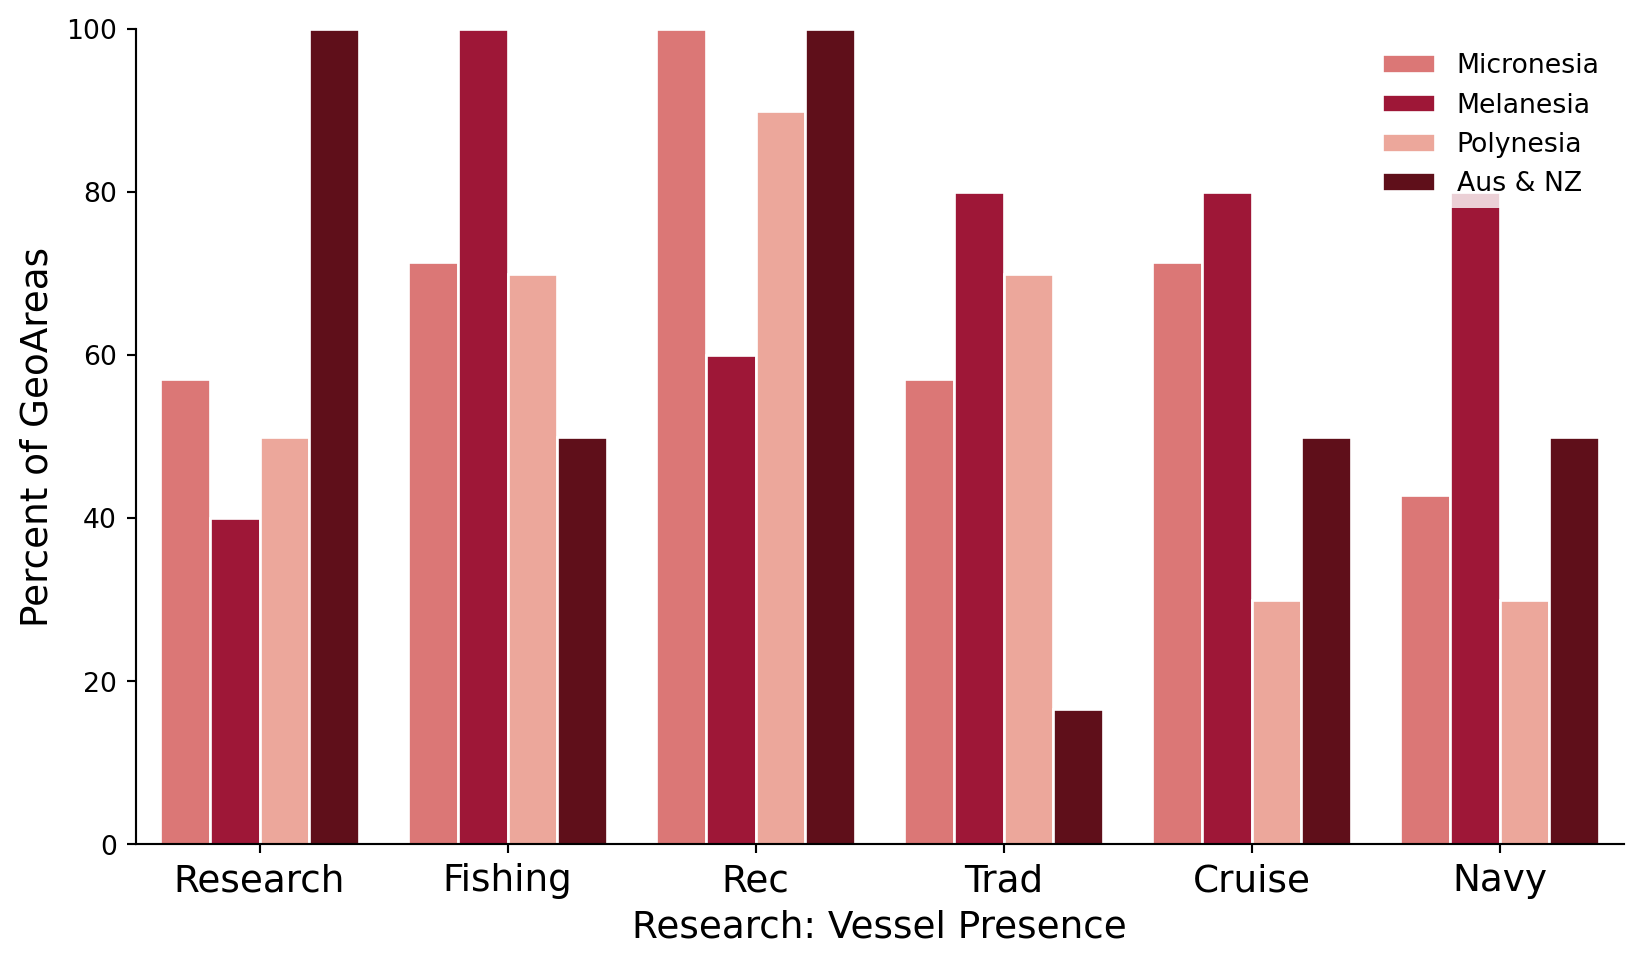 100
80
60
40
20
0
Percent of GeoAreas
Micronesia
Melanesia
Polynesia
Aus & NZ
Research Fishing Rec Trad Cruise Navy
Research: Vessel Presence